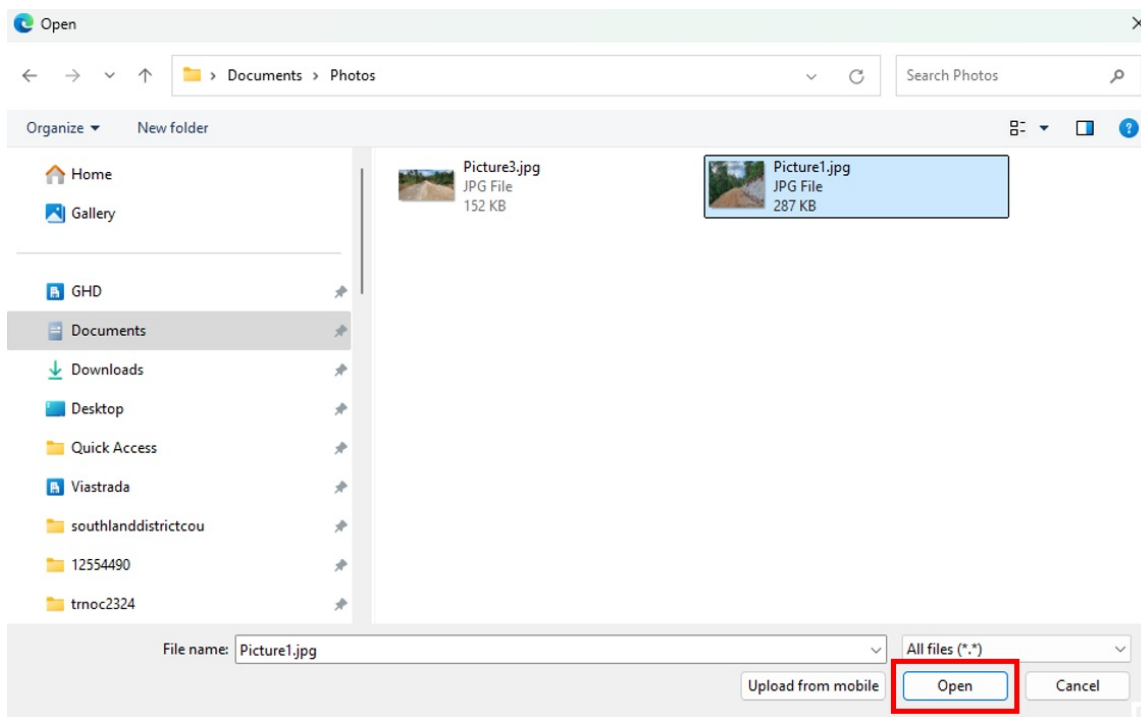 Open
Documents > Photos
Search Photos
Organize
New folder
Home
Gallery
GHD
Documents
Downloads
Desktop
Quick Access
Viastrada
southlanddistrictcou
12554490
trnoc2324
Picture3.jpg
JPG File
152 KB
Picture1.jpg
JPG File
287 KB
File name: Picture1.jpg
All files (*.*)
Upload from mobile
Open
Cancel